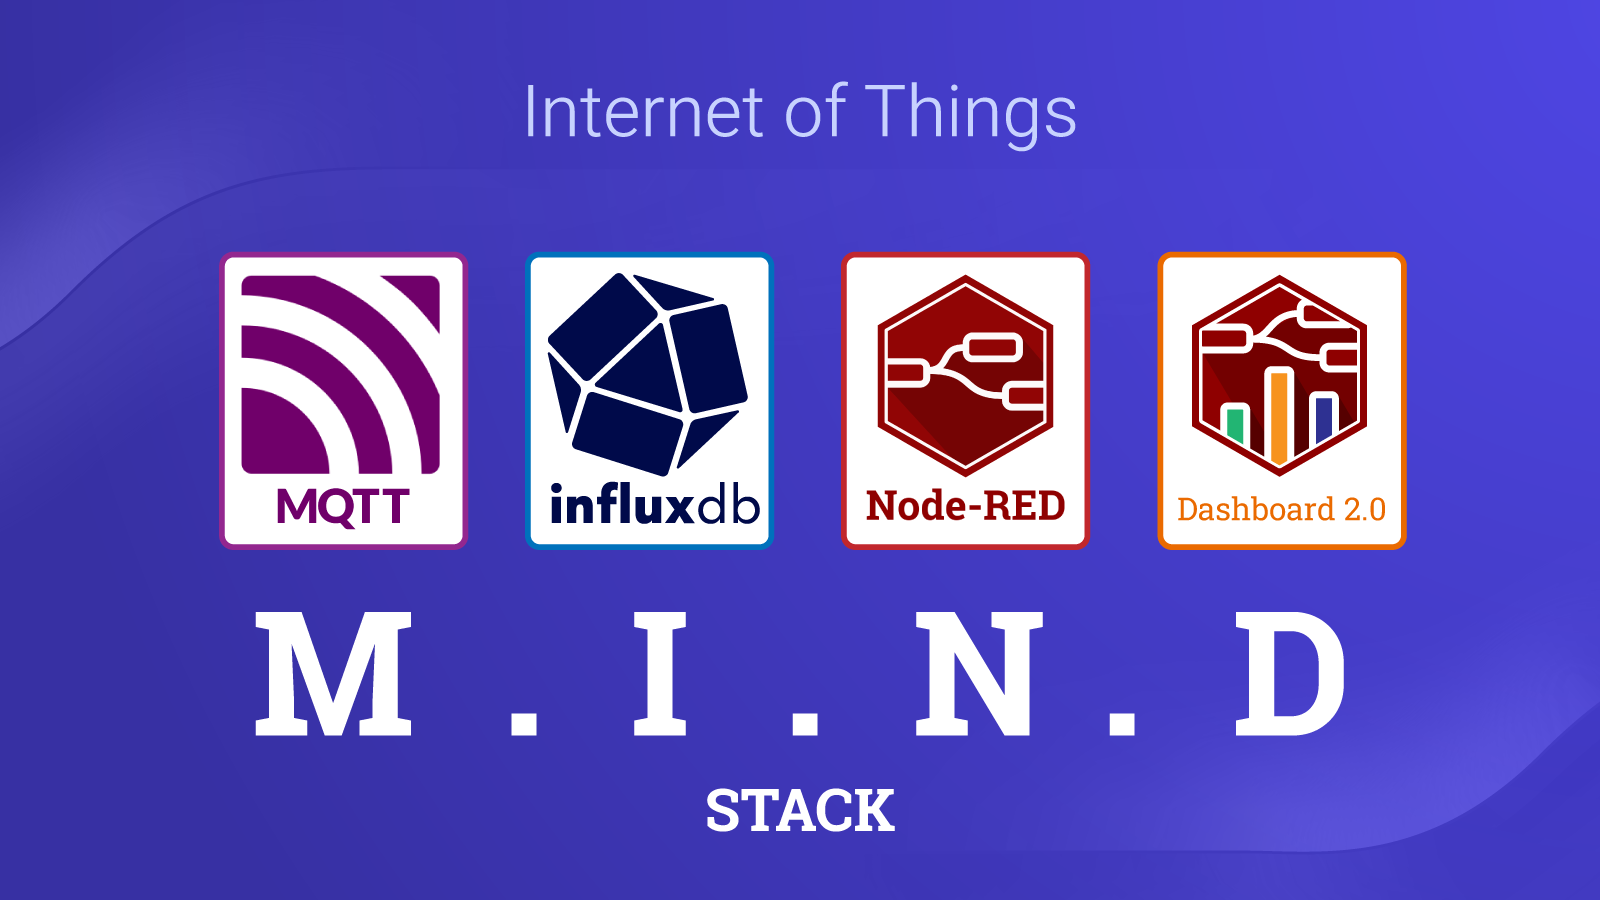 Internet of Things
MQTT
influxdb
Node-RED
Dashboard 2.0
M . I . N . D
STACK